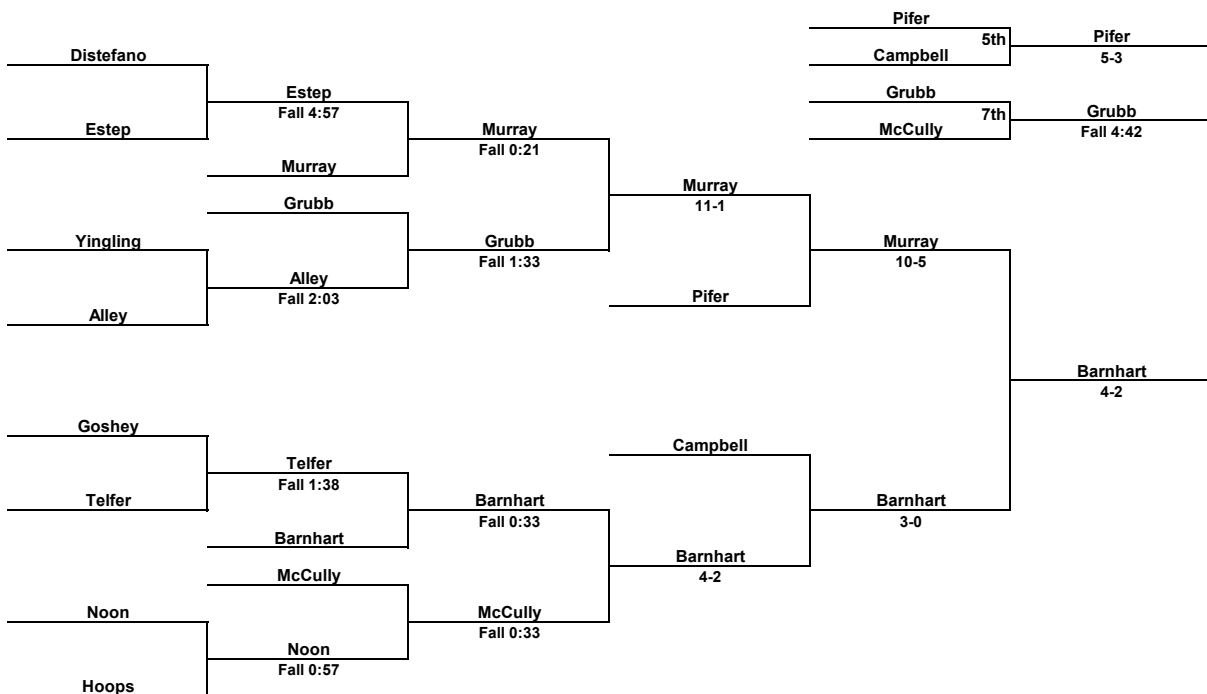 Pifer
5th
Pifer
Distefano
Campbell
5-3
Estep
Grubb
Fall 4:57
7th
Grubb
Estep
Murray
McCully
Fall 4:42
Fall 0:21
Murray
Murray
11-1
Grubb
Yingling
Grubb
Murray
Fall 1:33
10-5
Alley
Fall 2:03
Pifer
Alley
Barnhart
4-2
Goshey
Campbell
Telfer
Fall 1:38
Telfer
Barnhart
Barnhart
Fall 0:33
3-0
Barnhart
Barnhart
4-2
McCully
Noon
McCully
Fall 0:33
Noon
Fall 0:57
Hoops